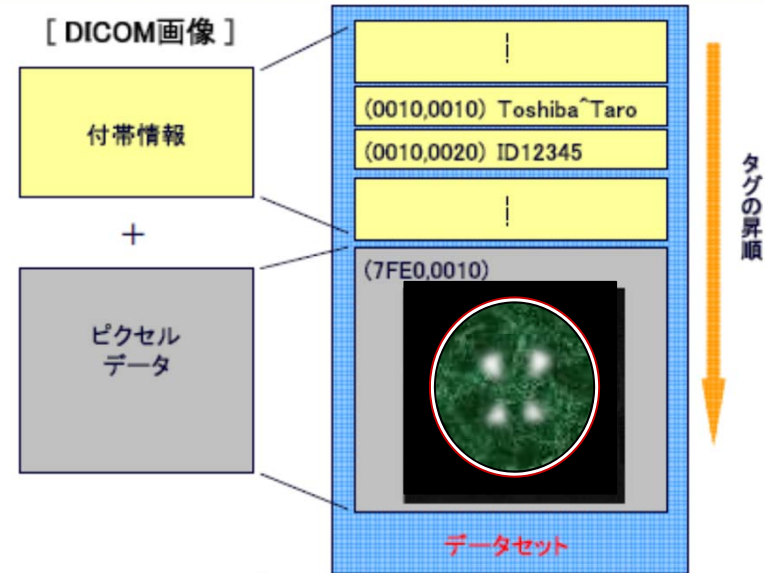 [ DICOM画像 ]
付帯情報
+
ピクセル
データ
(0010,0010) Toshiba^Taro
(0010,0020) ID12345
(7FE0,0010)
データセット
タグの昇順